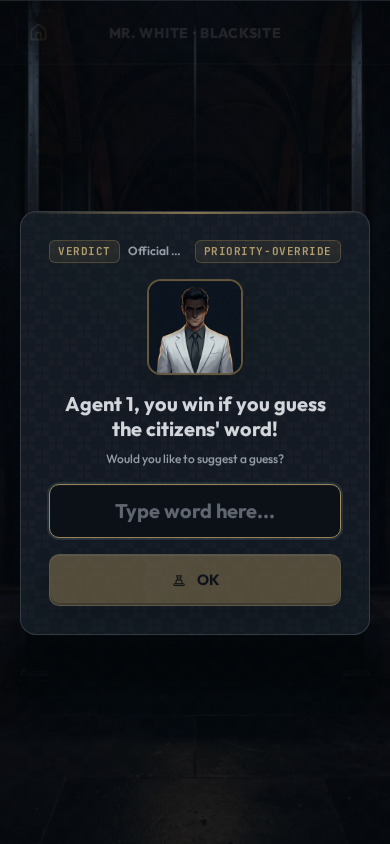 MR. WHITE · BLACKSITE
VERDICT Official ... PRIORITY-OVERRIDE
Agent 1, you win if you guess
the citizens' word!
Would you like to suggest a guess?
Type word here...
OK